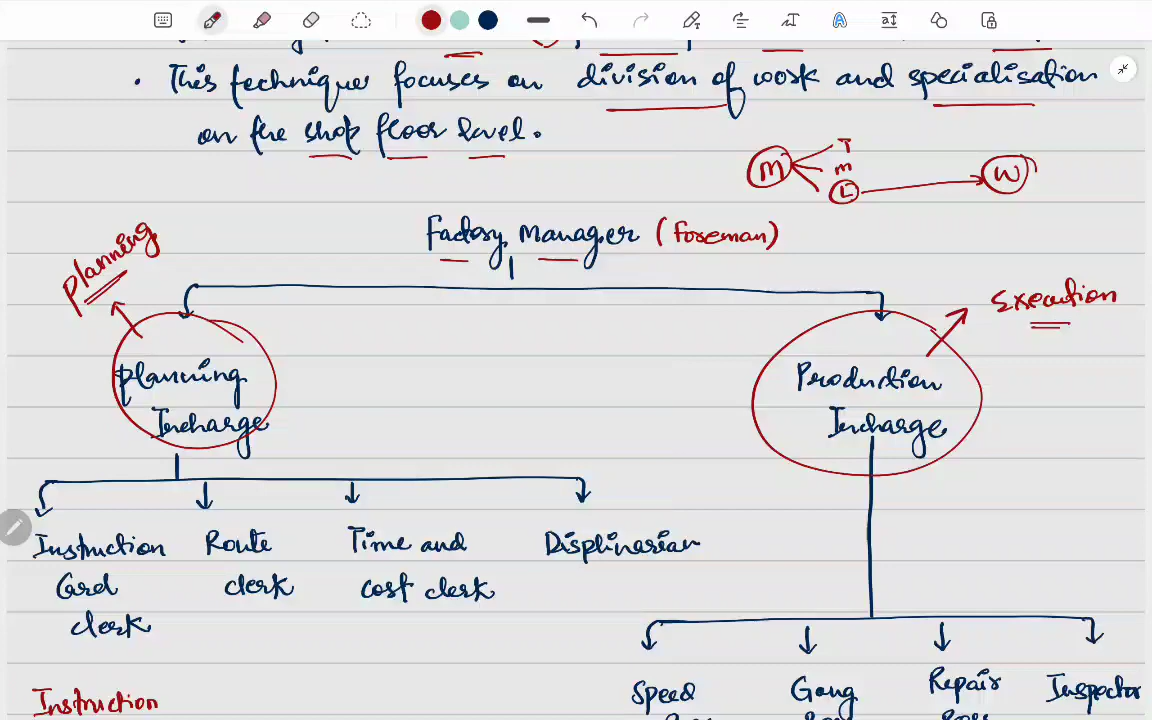 • This technique focuses on division of work and specialisation
on the shop floor level.
M
T
m
L
W
Factory Manager (foreman)
planning
Execution
planning
Incharge
Production
Incharge
Instruction
Card
clerk
Route
clerk
Time and
cost clerk
Displinarian
Speed
Gang
Repair
Inspector
Instruction